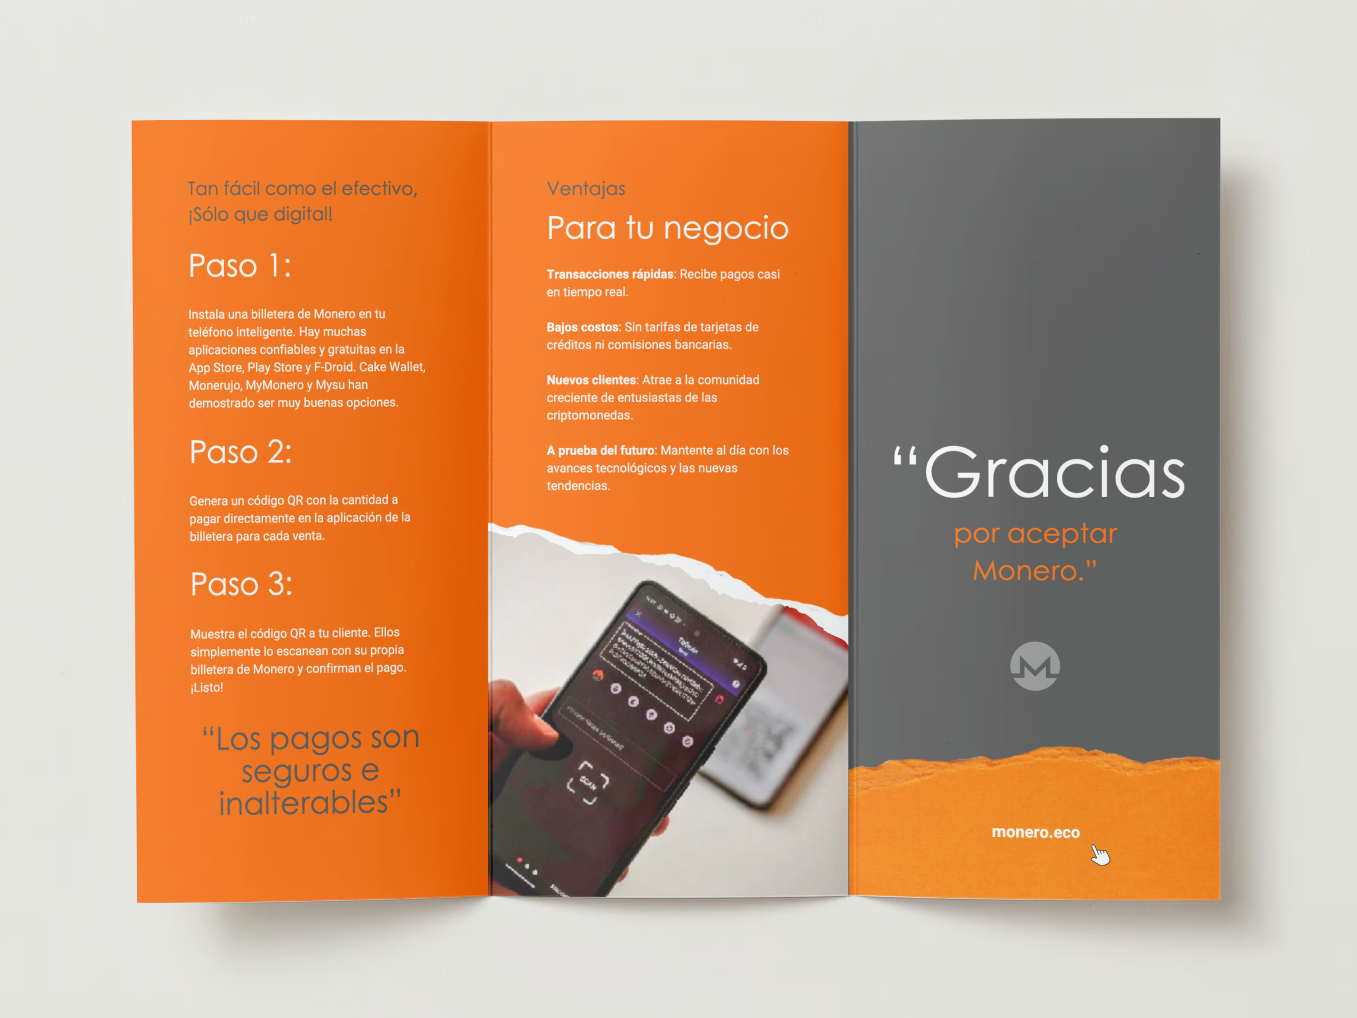 Tan fácil como el efectivo,
¡Sólo que digital!
Paso 1:
Instala una billetera de Monero en tu
teléfono inteligente. Hay muchas
aplicaciones confiables y gratuitas en la
App Store, Play Store y F-Droid. Cake Wallet,
Monerujo, MyMonero y Mysu han
demostrado ser muy buenas opciones.
Paso 2:
Genera un código QR con la cantidad a
pagar directamente en la aplicación de la
billetera para cada venta.
Paso 3:
Muestra el código QR a tu cliente. Ellos
simplemente lo escanean con su propia
billetera de Monero y confirman el pago.
¡Listo!
“Los pagos son
seguros e
inalterables”
Ventajas
Para tu negocio
Transacciones rápidas: Recibe pagos casi
en tiempo real.
Bajos costos: Sin tarifas de tarjetas de
créditos ni comisiones bancarias.
Nuevos clientes: Atrae a la comunidad
creciente de entusiastas de las
criptomonedas.
A prueba del futuro: Mantente al día con los
avances tecnológicos y las nuevas
tendencias.
SCAN
“Gracias
por aceptar
Monero.”
monero.eco